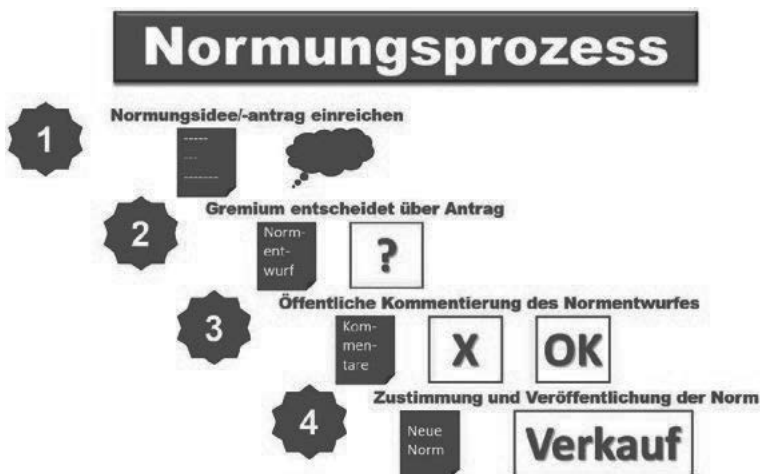 Normungsprozess
1
Normungsidee/-antrag einreichen
-----
---
-------
2
Gremium entscheidet über Antrag
Norm-
ent-
wurf
?
3
Öffentliche Kommentierung des Normentwurfes
Kom-
men-
tare
X
OK
4
Zustimmung und Veröffentlichung der Norm
Neue
Norm
Verkauf